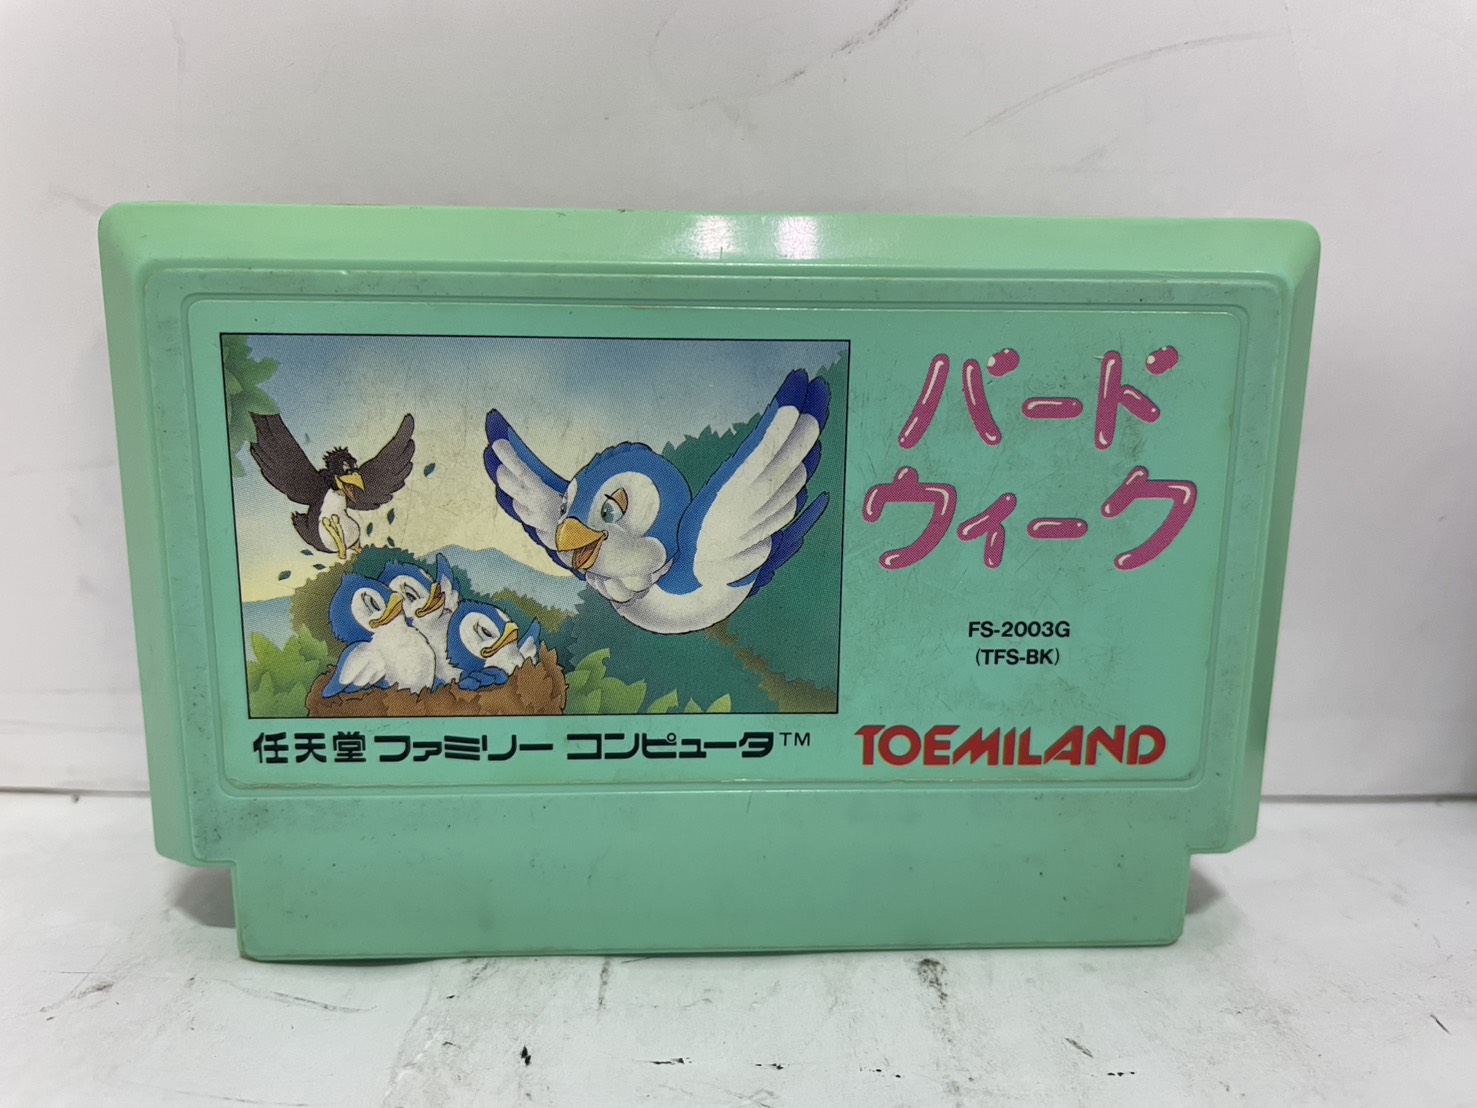 バード
ウィーク
FS-2003G
(TFS-BK)
任天堂 ファミリー コンピュータ™
TOEMILAND